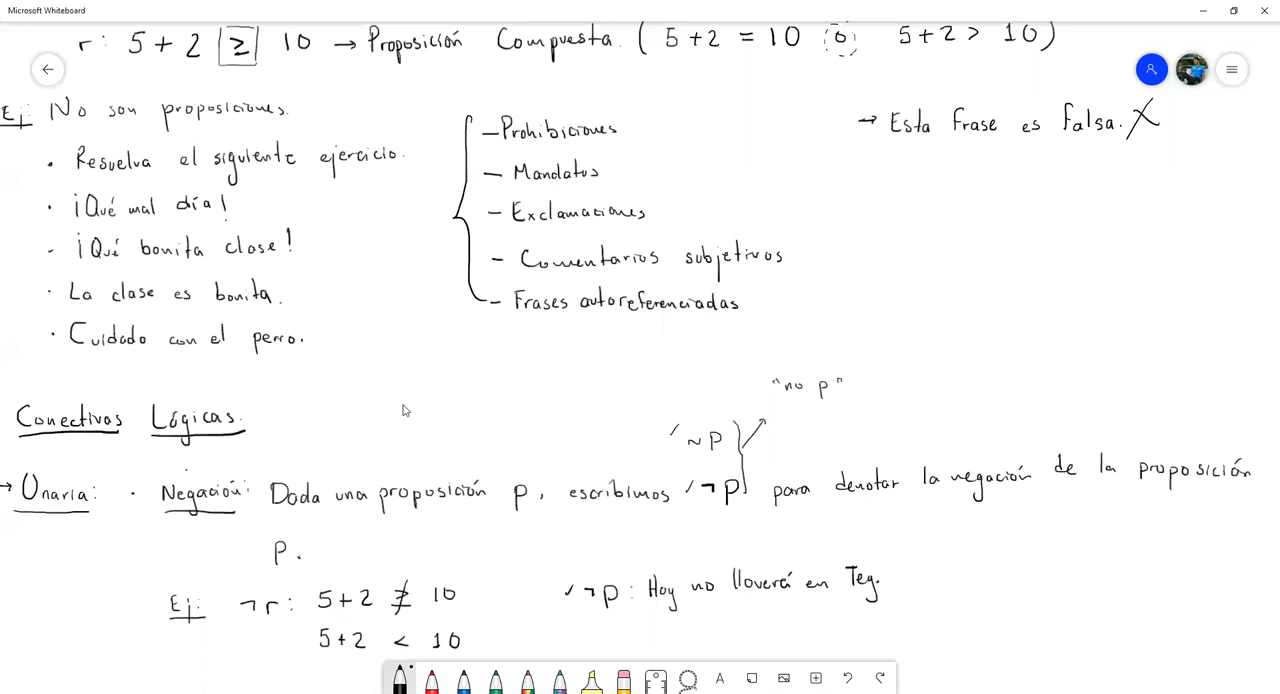 Microsoft Whiteboard
r: 5+2 ≥ 10 → Proposición Compuesta. (5+2 = 10 ó 5+2 > 10)
Ej: No son proposiciones.
• Resuelva el siguiente ejercicio.
• ¡Qué mal día!
- ¡Qué bonita clase!
• La clase es bonita.
• Cuidado con el perro.
- Prohibiciones
- Mandatos
- Exclamaciones
- Comentarios subjetivos
- Frases autoreferenciadas
→ Esta Frase es Falsa. X
Conectivos Lógicas.
"no p"
~p
→ Unaria: • Negación: Dada una proposición p, escribimos ¬p para denotar la negación de la proposición
p.
Ej: ¬r: 5+2 ≱ 10
5+2 < 10
¬p: Hoy no lloverá en Teg.
A